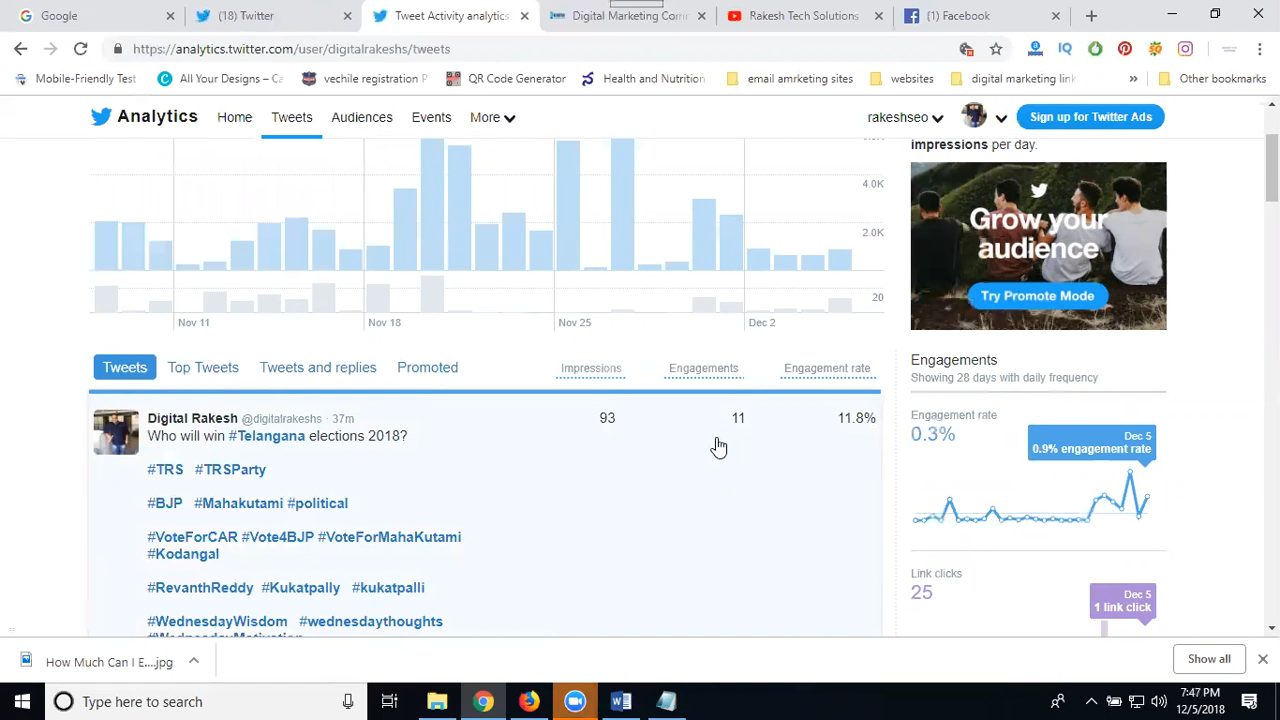 Google
(18) Twitter
Tweet Activity analytics
Digital Marketing Com
Rakesh Tech Solutions
(1) Facebook
https://analytics.twitter.com/user/digitalrakeshs/tweets
Mobile-Friendly Test
All Your Designs – Ca
vechile registration P
QR Code Generator
Health and Nutrition
email amrketing sites
websites
digital marketing link
Other bookmarks
Analytics
Home
Tweets
Audiences
Events
More
rakeshseo
Sign up for Twitter Ads
impressions per day.
4.0K
2.0K
20
Nov 11
Nov 18
Nov 25
Dec 2
Grow your
audience
Try Promote Mode
Tweets
Top Tweets
Tweets and replies
Promoted
Impressions
Engagements
Engagement rate
Digital Rakesh @digitalrakeshs · 37m
93
11
11.8%
Who will win #Telangana elections 2018?
#TRS #TRSParty
#BJP #Mahakutami #political
#VoteForCAR #Vote4BJP #VoteForMahaKutami
#Kodangal
#RevanthReddy #Kukatpally #kukatpalli
#WednesdayWisdom #wednesdaythoughts
#WednesdayMotivation
Engagements
Showing 28 days with daily frequency
Engagement rate
0.3%
Dec 5
0.9% engagement rate
Link clicks
25
Dec 5
1 link click
How Much Can I E....jpg
Show all
Type here to search
7:47 PM
12/5/2018